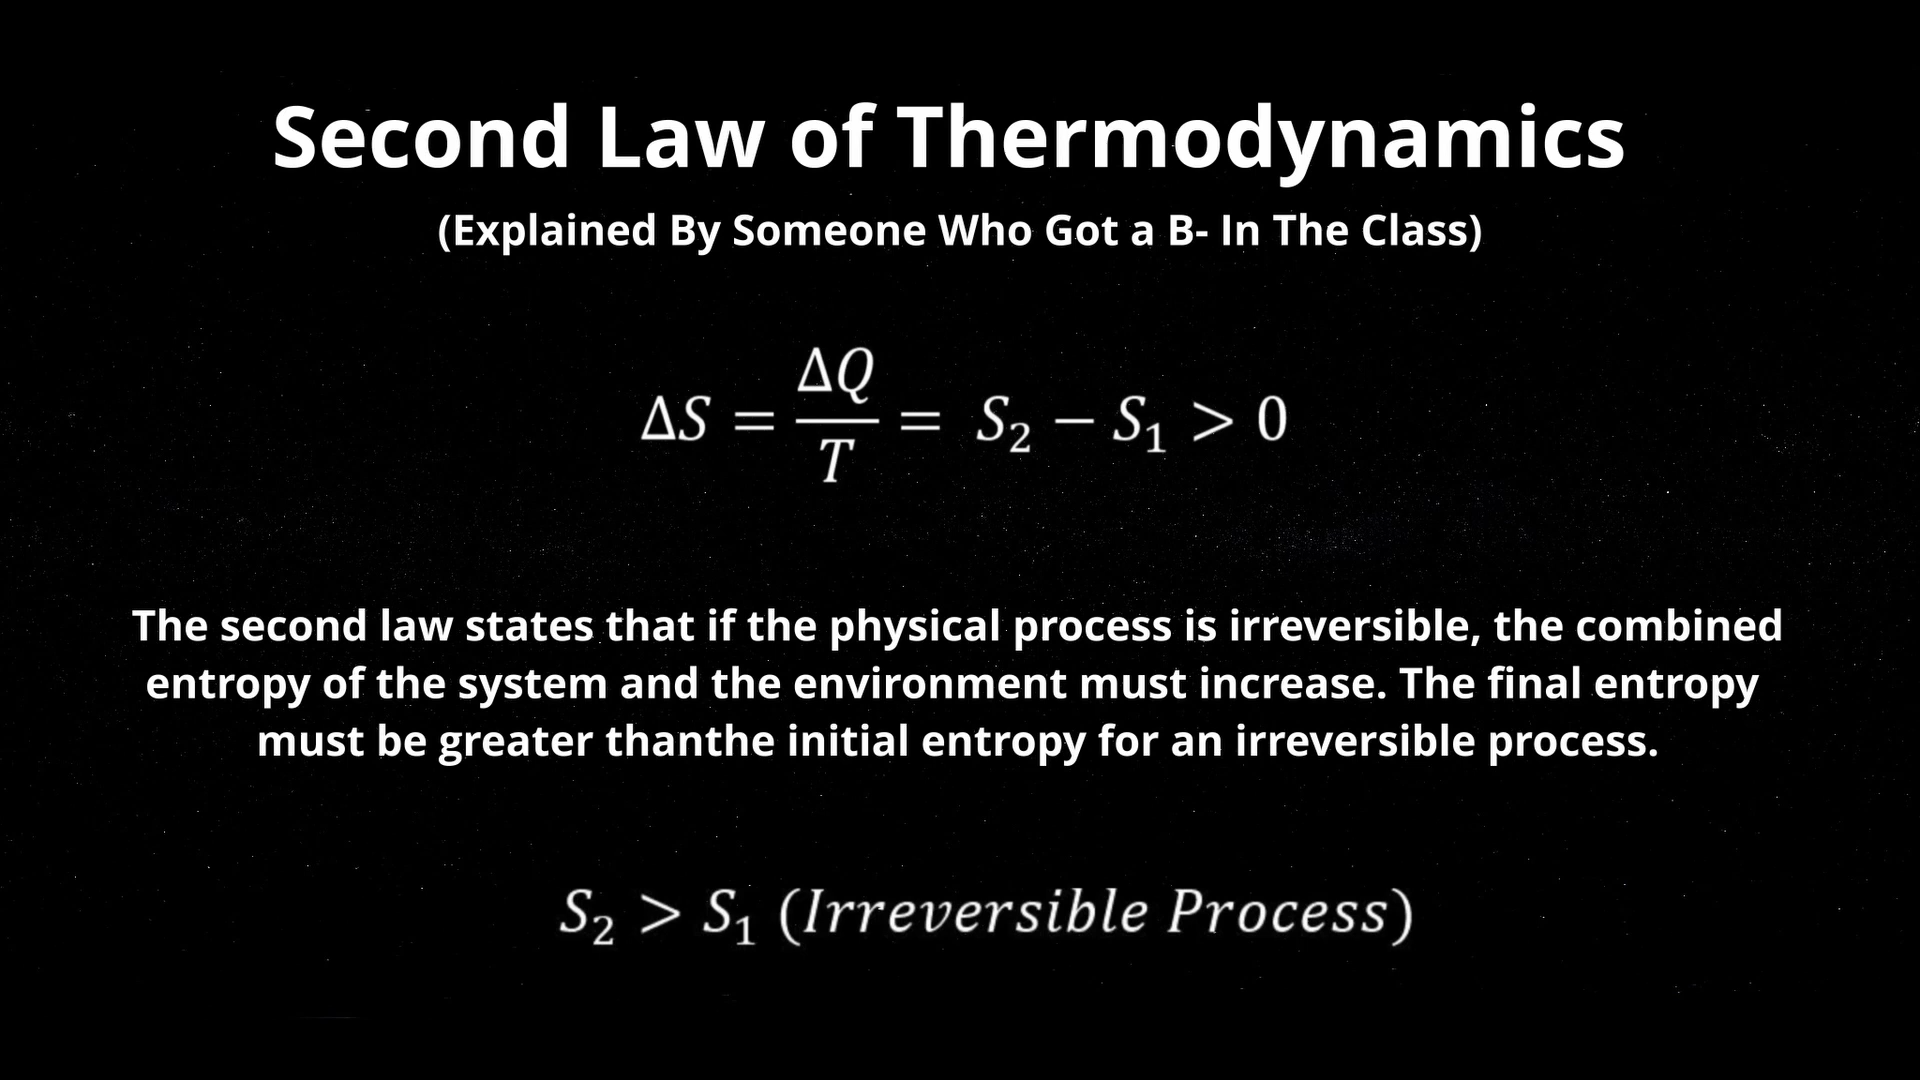 Second Law of Thermodynamics
(Explained By Someone Who Got a B- In The Class)
ΔS = ΔQ/T = S₂ − S₁ > 0
The second law states that if the physical process is irreversible, the combined
entropy of the system and the environment must increase. The final entropy
must be greater thanthe initial entropy for an irreversible process.
S₂ > S₁ (Irreversible Process)